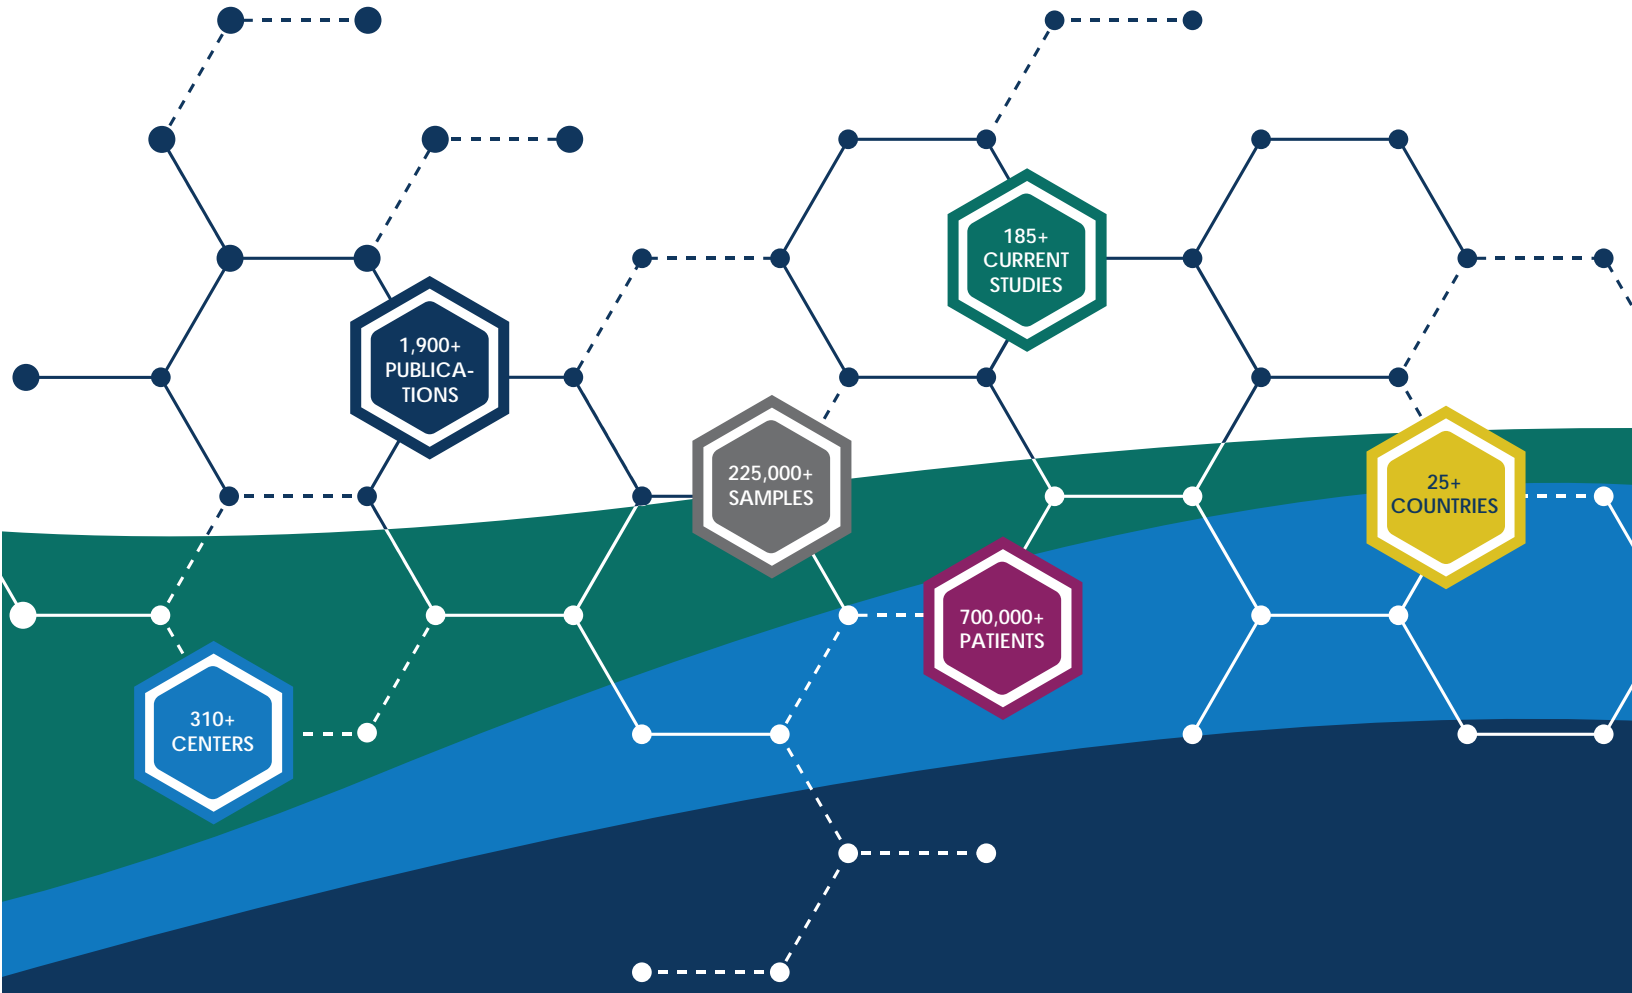 185+
CURRENT
STUDIES
1,900+
PUBLICA-
TIONS
225,000+
SAMPLES
25+
COUNTRIES
700,000+
PATIENTS
310+
CENTERS